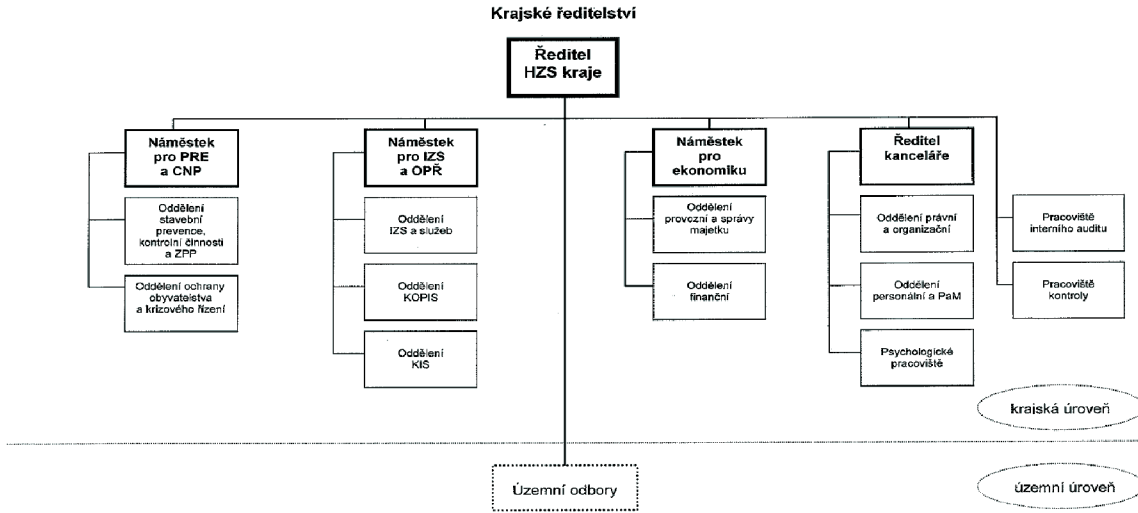 Krajské ředitelství
Ředitel
HZS kraje
Náměstek
pro PRE
a CNP
Oddělení
stavební
prevence,
kontrolní činnosti
a ZPP
Oddělení ochrany
obyvatelstva
a krizového řízení
Náměstek
pro IZS
a OPŘ
Oddělení
IZS a služeb
Oddělení
KOPIS
Oddělení
KIS
Náměstek
pro
ekonomiku
Oddělení
provozní a správy
majetku
Oddělení
finanční
Ředitel
kanceláře
Oddělení právní
a organizační
Oddělení
personální a PaM
Psychologické
pracoviště
Pracoviště
interního auditu
Pracoviště
kontroly
krajská úroveň
Územní odbory
územní úroveň